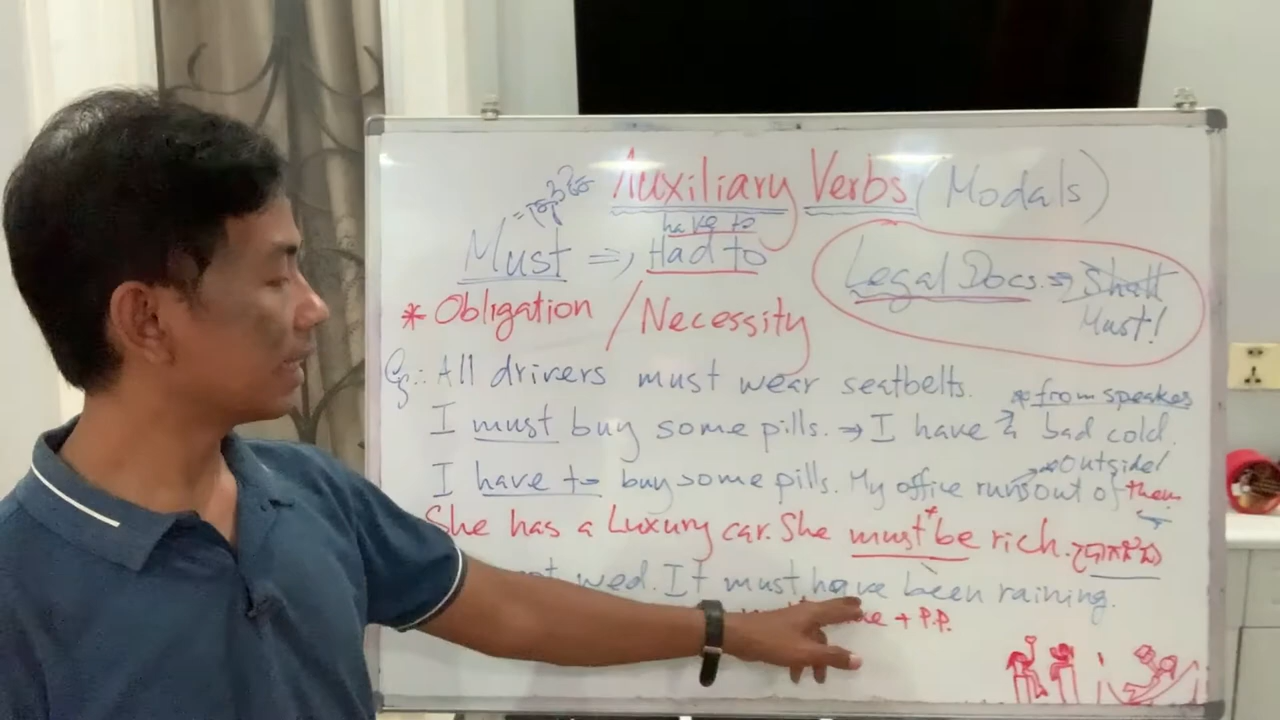 Auxiliary Verbs (Modals)
have to
Must => Had to
Legal Docs. => Shall
Must!
* Obligation / Necessity
Eg.: All drivers must wear seatbelts.
* from speaker
I must buy some pills. → I have a bad cold.
outside
I have to buy some pills. My office runs out of them
She has a Luxury car. She must be rich.
wed. It must have been raining.
+ P.P.